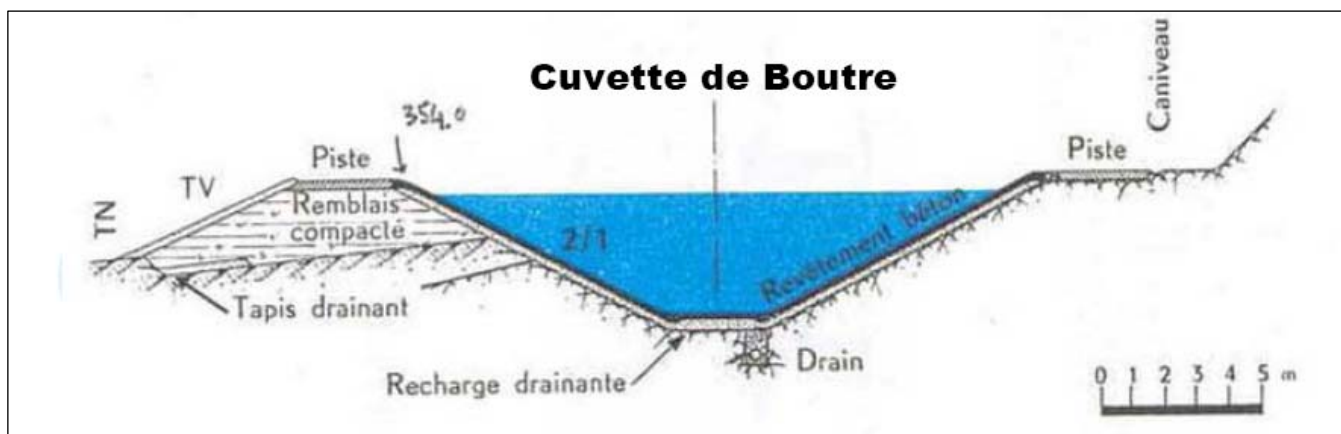 Cuvette de Boutre
354.0
Caniveau
Piste
Piste
TV
TN
Remblais
compacté
2/1
Revêtement béton
Tapis drainant
Drain
Recharge drainante
0 1 2 3 4 5 m